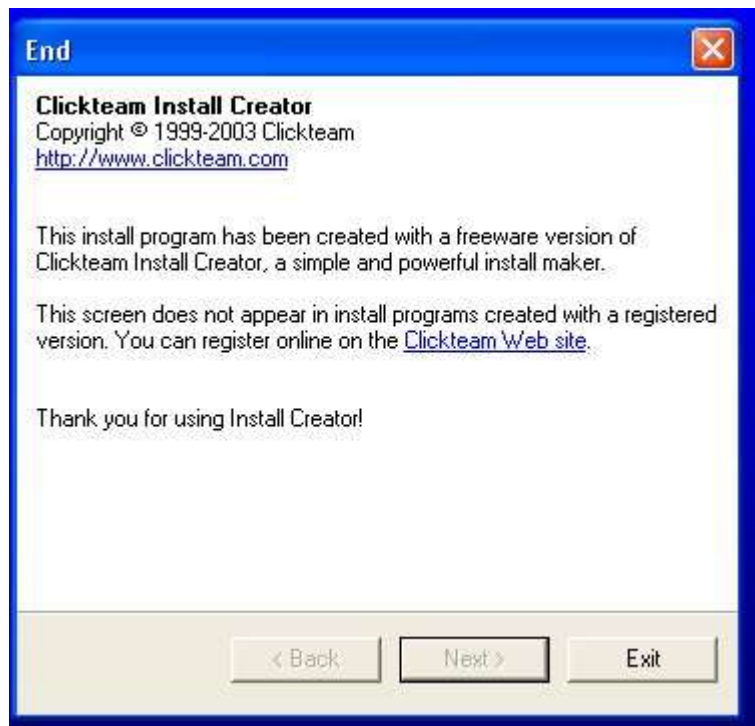 End
Clickteam Install Creator
Copyright © 1999-2003 Clickteam
http://www.clickteam.com
This install program has been created with a freeware version of
Clickteam Install Creator, a simple and powerful install maker.
This screen does not appear in install programs created with a registered
version. You can register online on the Clickteam Web site.
Thank you for using Install Creator!
< Back Next > Exit